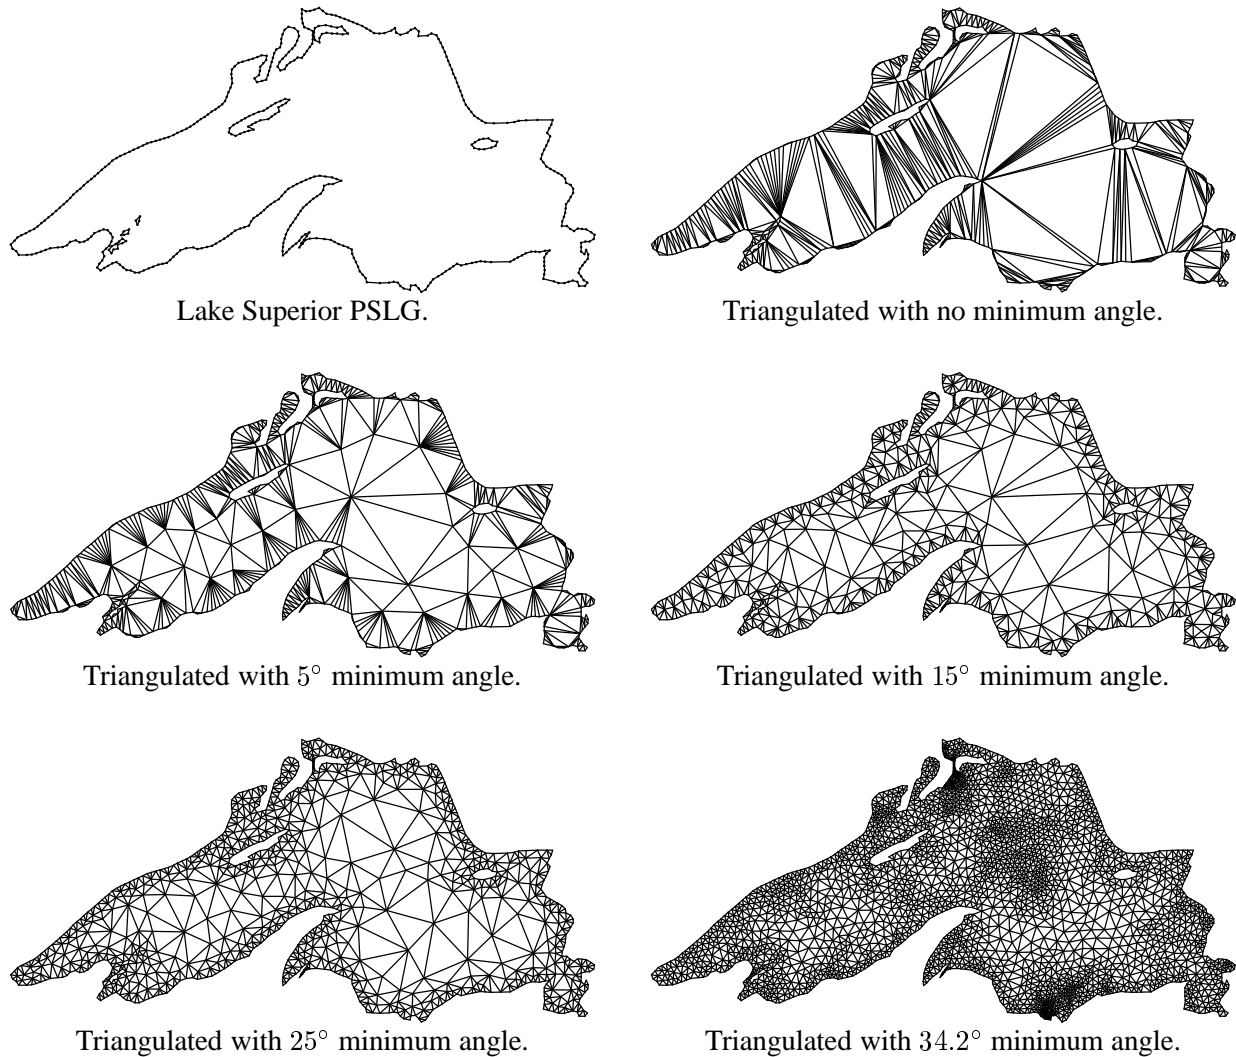 Lake Superior PSLG.
Triangulated with no minimum angle.
Triangulated with 5° minimum angle.
Triangulated with 15° minimum angle.
Triangulated with 25° minimum angle.
Triangulated with 34.2° minimum angle.